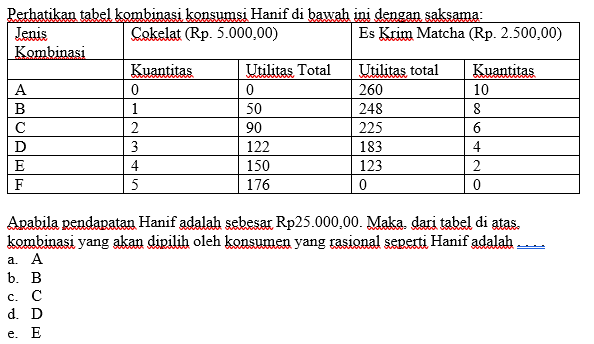 Perhatikan tabel kombinasi konsumsi Hanif di bawah ini dengan saksama:
Jenis Kombinasi Cokelat (Rp. 5.000,00) Es Krim Matcha (Rp. 2.500,00)
Kuantitas Utilitas Total Utilitas total Kuantitas
A 0 0 260 10
B 1 50 248 8
C 2 90 225 6
D 3 122 183 4
E 4 150 123 2
F 5 176 0 0
Apabila pendapatan Hanif adalah sebesar Rp25.000,00. Maka, dari tabel di atas,
kombinasi yang akan dipilih oleh konsumen yang rasional seperti Hanif adalah . . . .
a. A
b. B
c. C
d. D
e. E